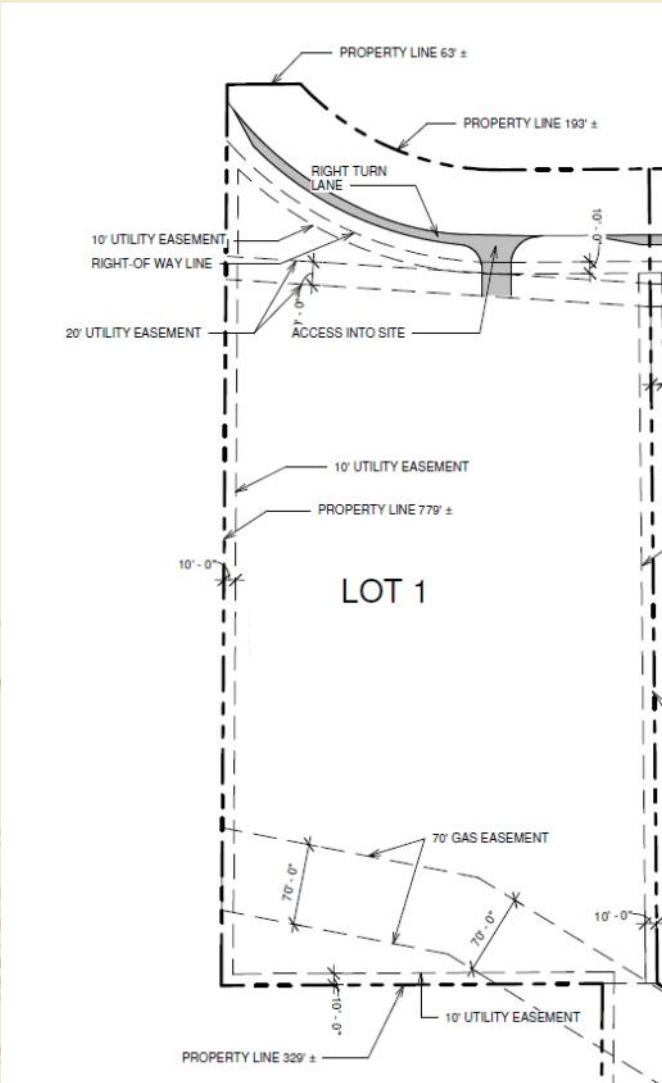 PROPERTY LINE 63' ±
PROPERTY LINE 193' ±
RIGHT TURN
LANE
10' UTILITY EASEMENT
10' - 0"
RIGHT-OF WAY LINE
20' UTILITY EASEMENT
ACCESS INTO SITE
10' UTILITY EASEMENT
PROPERTY LINE 779' ±
10' - 0"
LOT 1
70' GAS EASEMENT
70' - 0"
70' - 0"
10' - 0"
10' - 0"
10' UTILITY EASEMENT
PROPERTY LINE 329' ±